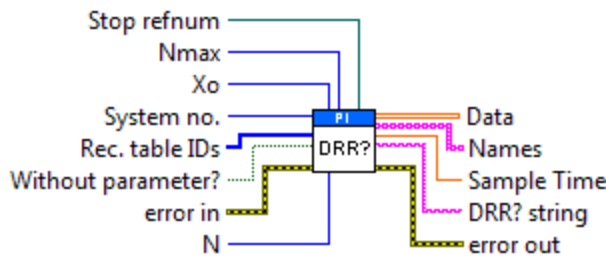 Stop refnum
Nmax
Xo
System no.
Rec. table IDs
Without parameter?
error in
N
PI
DRR?
Data
Names
Sample Time
DRR? string
error out